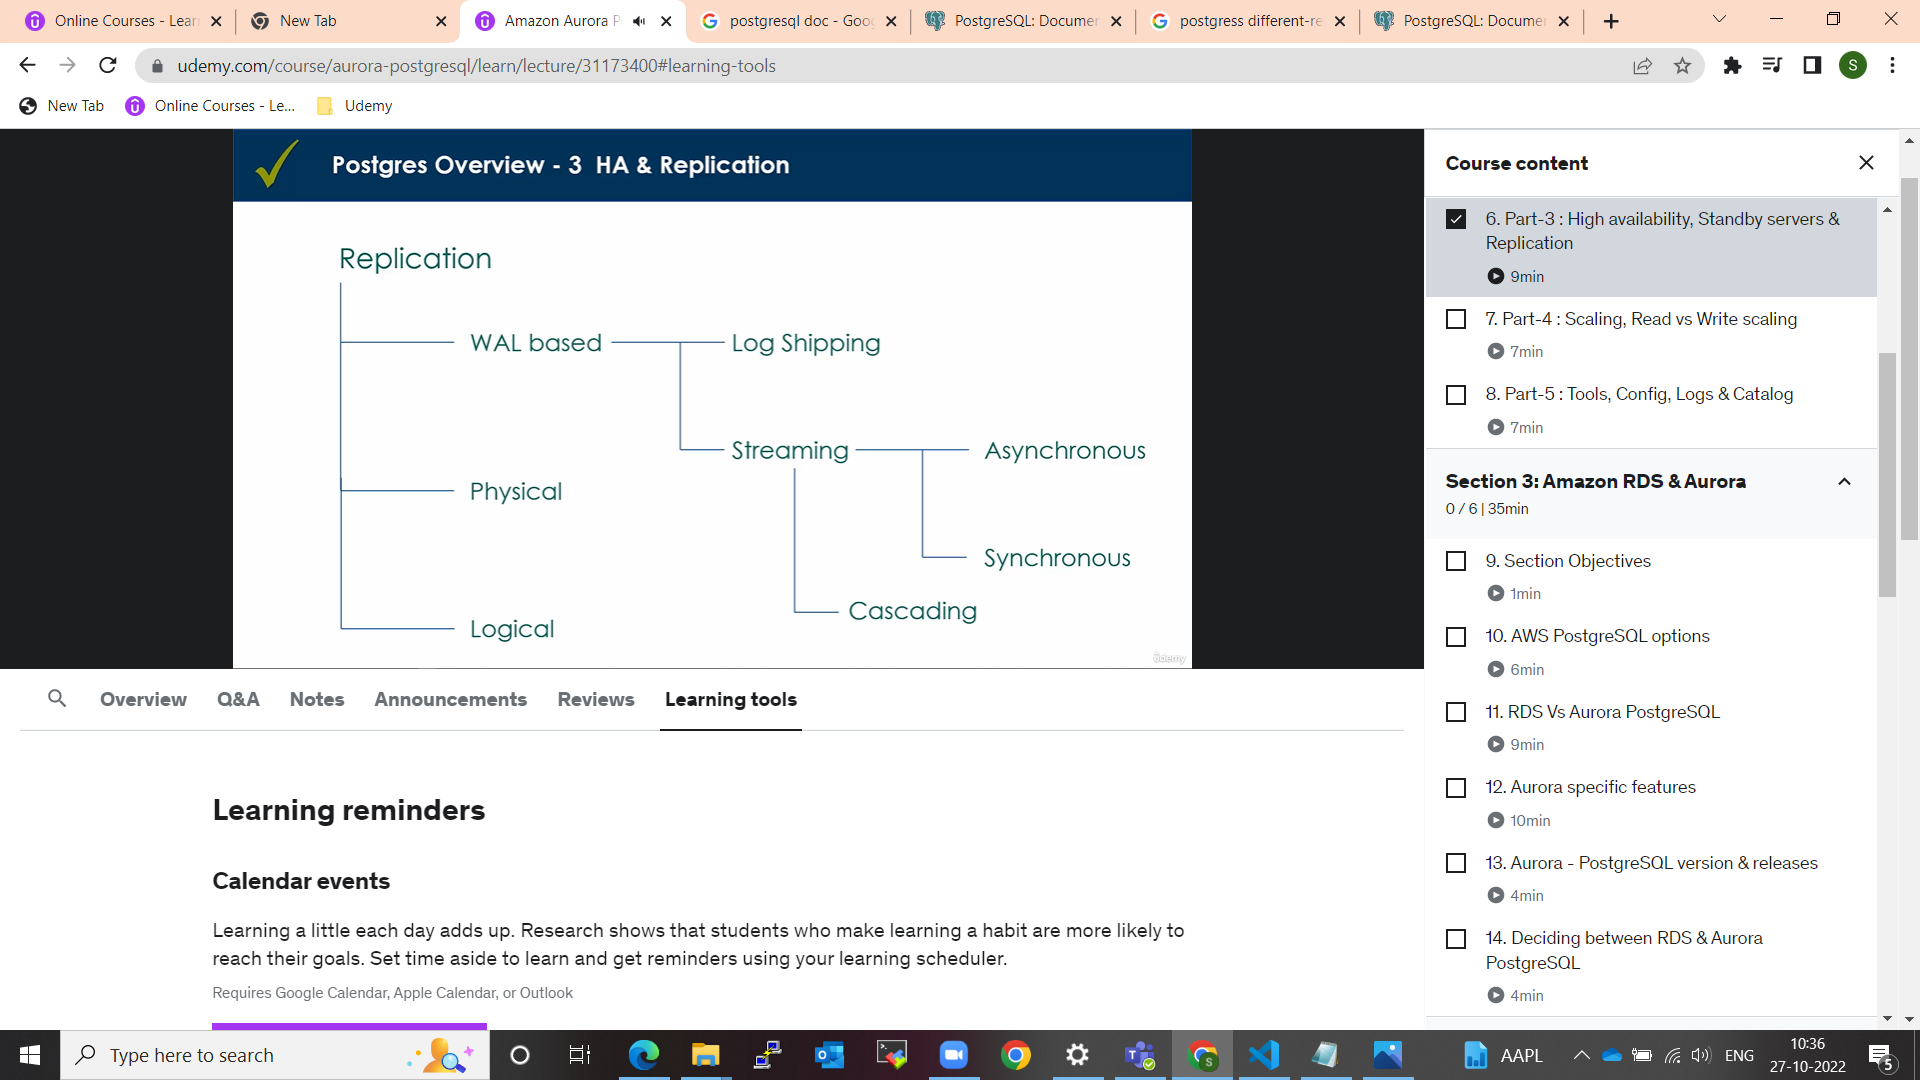 Online Courses - Lear
New Tab
Amazon Aurora P
postgresql doc - Goo
PostgreSQL: Documen
postgress different-re
PostgreSQL: Documen
udemy.com/course/aurora-postgresql/learn/lecture/31173400#learning-tools
S
New Tab
Online Courses - Le...
Udemy
Postgres Overview - 3 HA & Replication
Replication
WAL based
Log Shipping
Streaming
Asynchronous
Physical
Synchronous
Cascading
Logical
ûdemy
Course content
6. Part-3 : High availability, Standby servers &
Replication
9min
7. Part-4 : Scaling, Read vs Write scaling
7min
8. Part-5 : Tools, Config, Logs & Catalog
7min
Section 3: Amazon RDS & Aurora
0 / 6 | 35min
9. Section Objectives
1min
10. AWS PostgreSQL options
6min
11. RDS Vs Aurora PostgreSQL
9min
12. Aurora specific features
10min
13. Aurora - PostgreSQL version & releases
4min
14. Deciding between RDS & Aurora
PostgreSQL
4min
Overview
Q&A
Notes
Announcements
Reviews
Learning tools
Learning reminders
Calendar events
Learning a little each day adds up. Research shows that students who make learning a habit are more likely to
reach their goals. Set time aside to learn and get reminders using your learning scheduler.
Requires Google Calendar, Apple Calendar, or Outlook
Type here to search
AAPL
ENG
10:36
27-10-2022
5